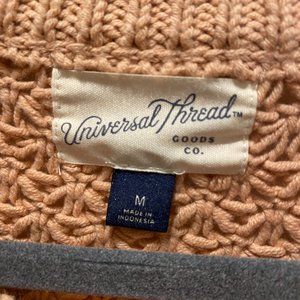 Universal Thread™
GOODS
CO.
M
MADE IN
INDONESIA